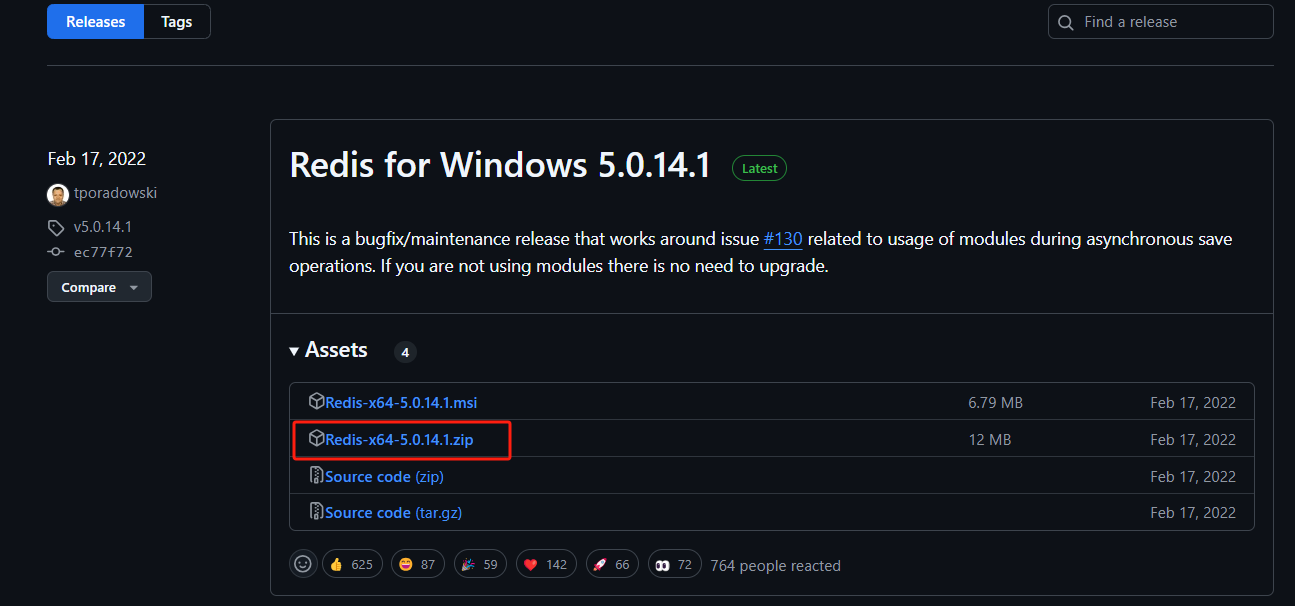 Releases
Tags
Find a release
Feb 17, 2022
tporadowski
v5.0.14.1
ec77f72
Compare
Redis for Windows 5.0.14.1
Latest
This is a bugfix/maintenance release that works around issue #130 related to usage of modules during asynchronous save
operations. If you are not using modules there is no need to upgrade.
Assets 4
Redis-x64-5.0.14.1.msi 6.79 MB Feb 17, 2022
Redis-x64-5.0.14.1.zip 12 MB Feb 17, 2022
Source code (zip) Feb 17, 2022
Source code (tar.gz) Feb 17, 2022
625 87 59 142 66 72 764 people reacted